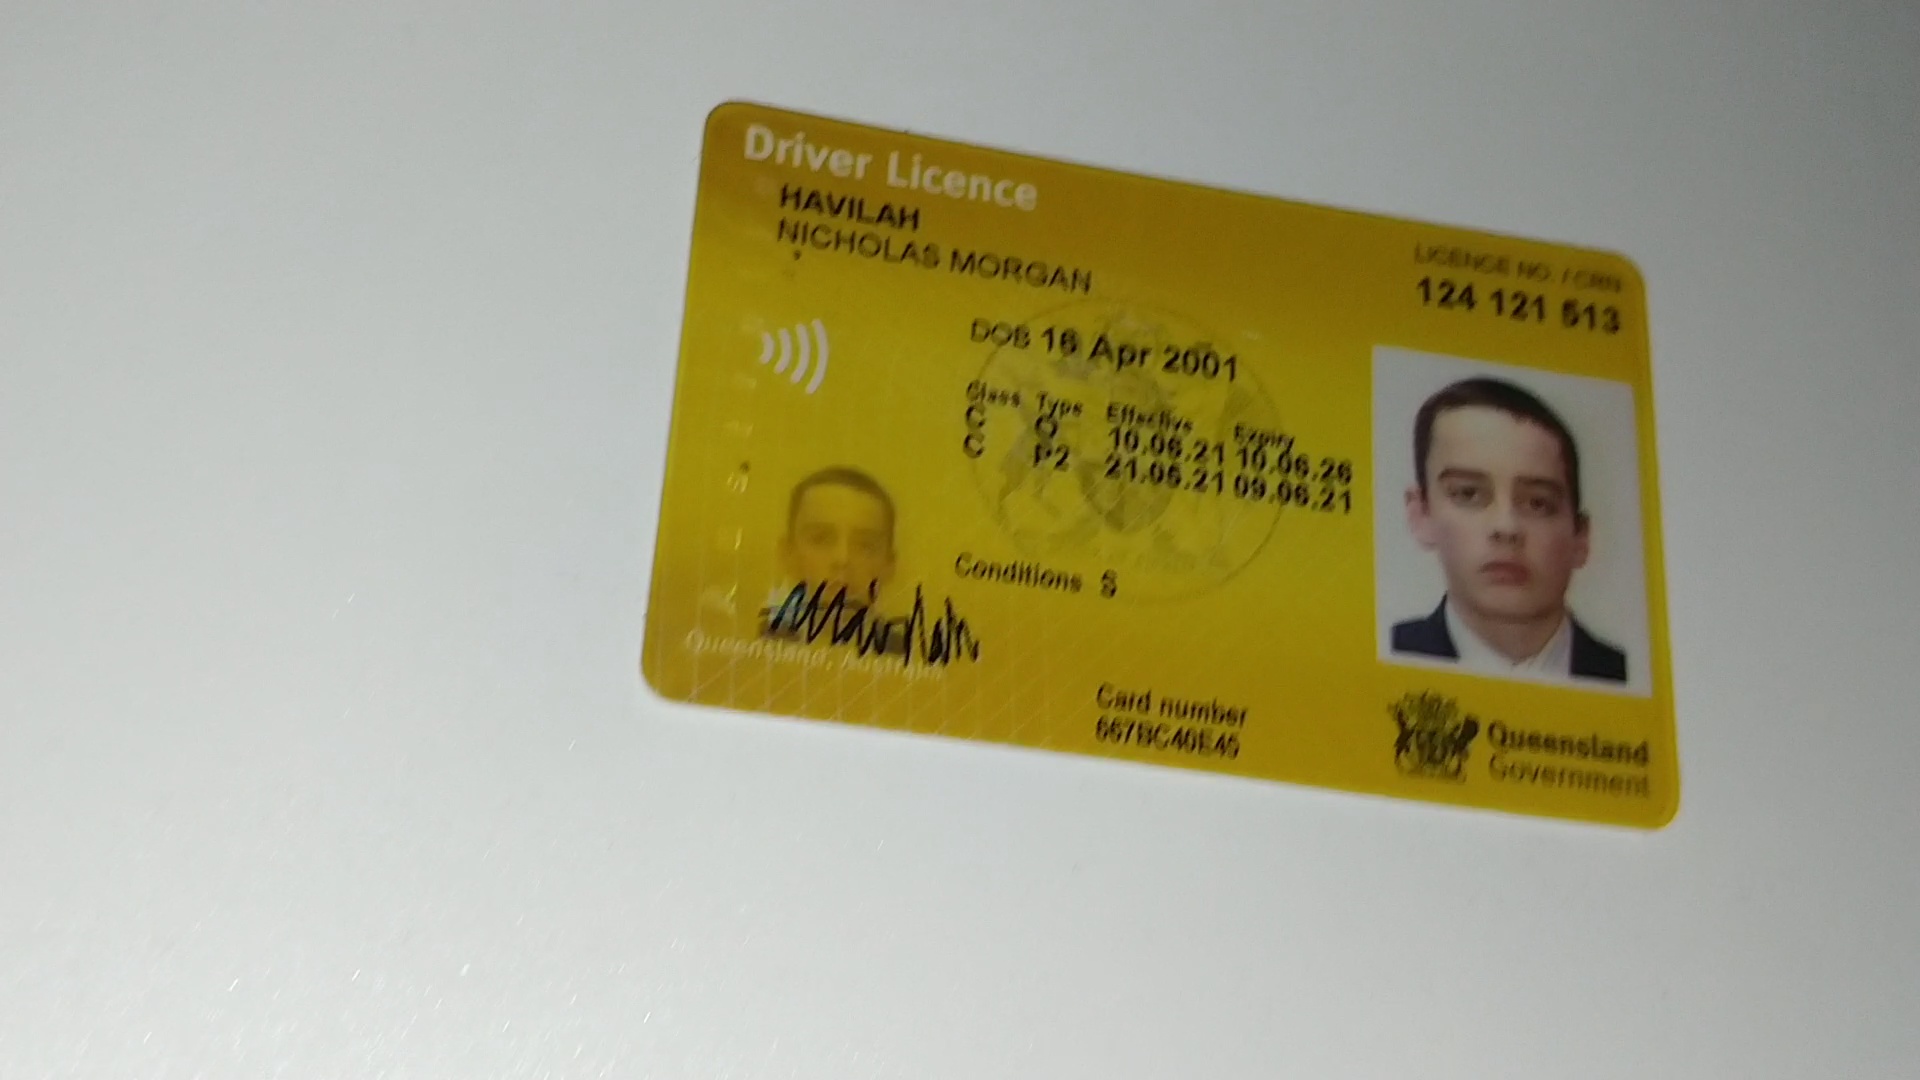 Driver Licence
HAVILAH
NICHOLAS MORGAN
LICENCE NO. / CRN
124 121 513
DOB 16 Apr 2001
Class Type Effective Expiry
C O 10.06.21 10.06.26
C P2 21.05.21 09.06.21
Conditions S
Queensland, Australia
Card number
Queensland
Government